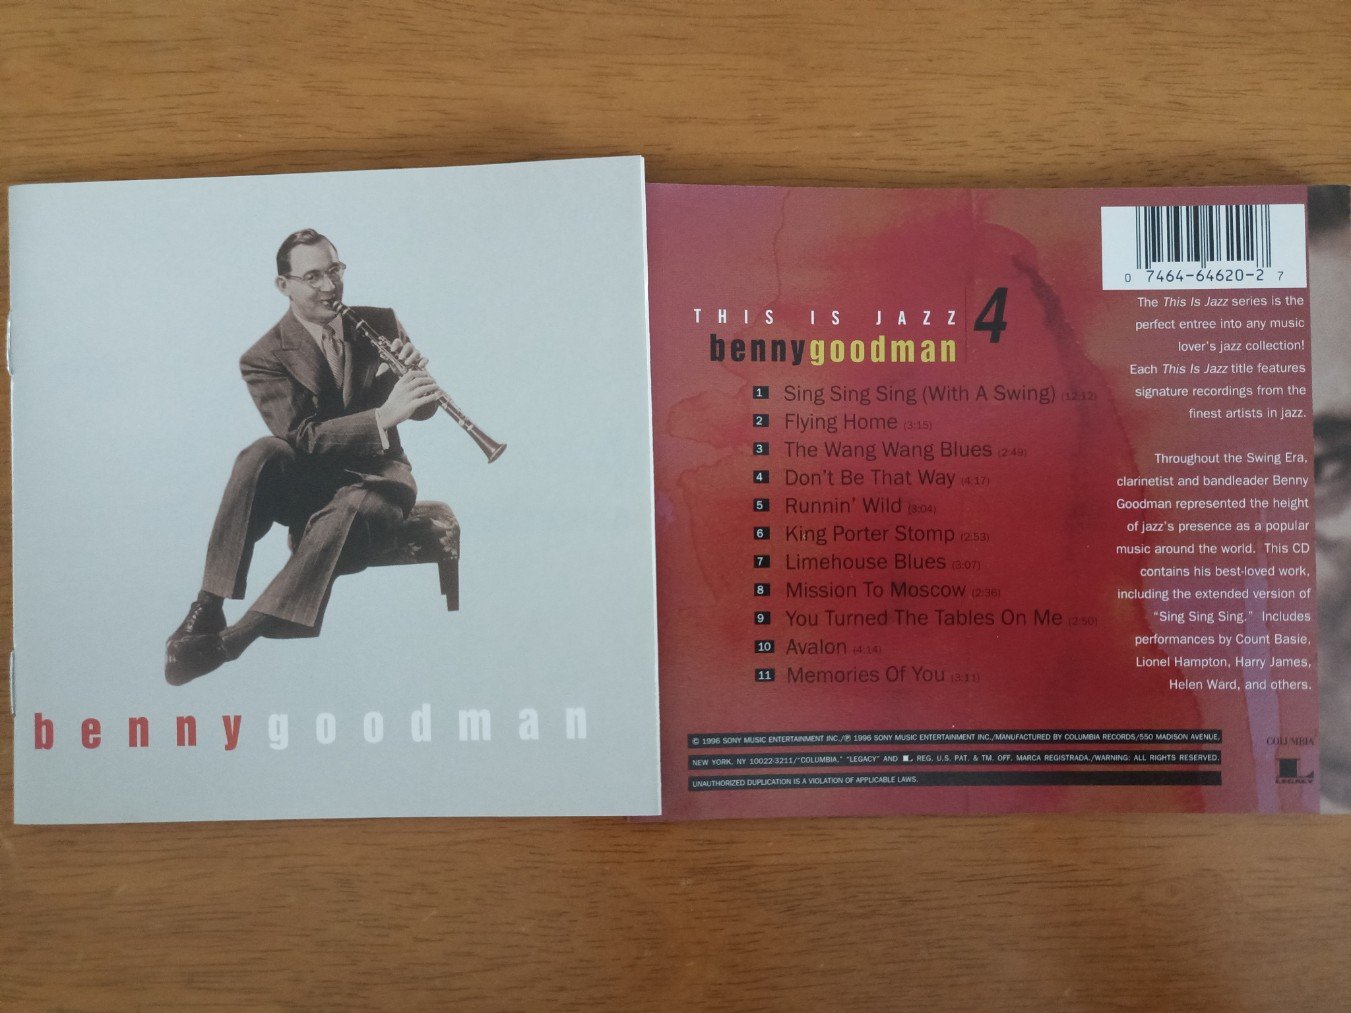 benny goodman
THIS IS JAZZ 4
bennygoodman
1 Sing Sing Sing (With A Swing) (12:12)
2 Flying Home (3:15)
3 The Wang Wang Blues (2:49)
4 Don't Be That Way (4:17)
5 Runnin' Wild (3:04)
6 King Porter Stomp (2:53)
7 Limehouse Blues (3:07)
8 Mission To Moscow (2:36)
9 You Turned The Tables On Me (2:50)
10 Avalon (4:14)
11 Memories Of You (3:11)
0 7464-64620-2 7
The This Is Jazz series is the
perfect entree into any music
lover's jazz collection!
Each This Is Jazz title features
signature recordings from the
finest artists in jazz.
Throughout the Swing Era,
clarinetist and bandleader Benny
Goodman represented the height
of jazz's presence as a popular
music around the world. This CD
contains his best-loved work,
including the extended version of
"Sing Sing Sing." Includes
performances by Count Basie,
Lionel Hampton, Harry James,
Helen Ward, and others.
© 1996 SONY MUSIC ENTERTAINMENT INC./℗ 1996 SONY MUSIC ENTERTAINMENT INC./MANUFACTURED BY COLUMBIA RECORDS/550 MADISON AVENUE,
NEW YORK, NY 10022-3211/"COLUMBIA," "LEGACY" AND L, REG. U.S. PAT. & TM. OFF. MARCA REGISTRADA./WARNING: ALL RIGHTS RESERVED.
UNAUTHORIZED DUPLICATION IS A VIOLATION OF APPLICABLE LAWS.
COLUMBIA
L
LEGACY